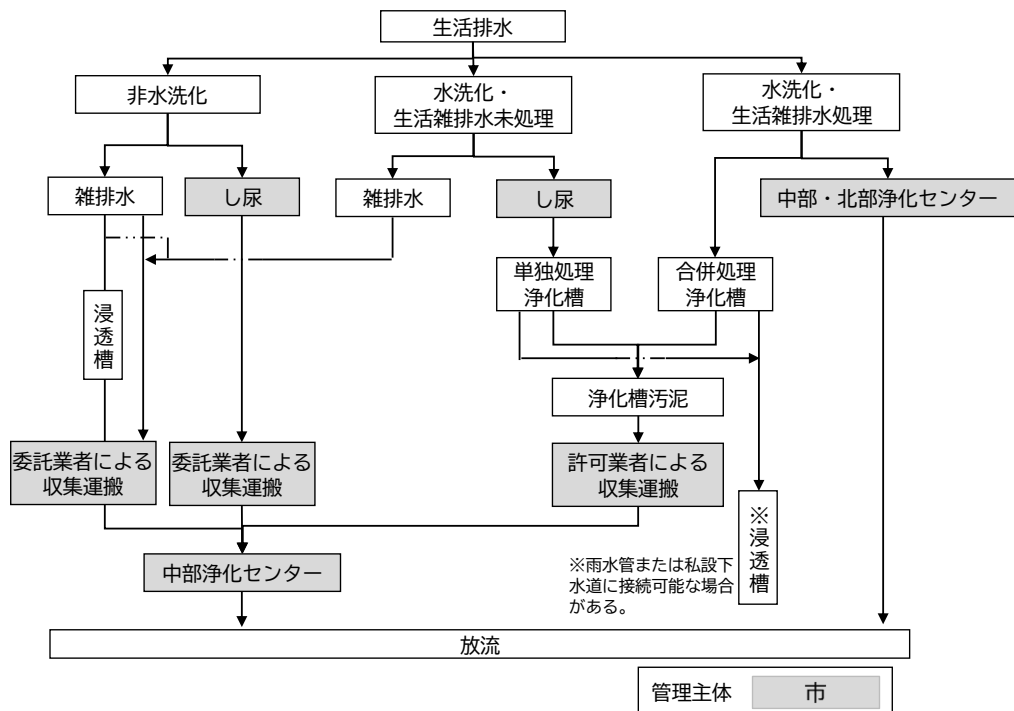 生活排水
非水洗化
水洗化・
生活雑排水未処理
水洗化・
生活雑排水処理
雑排水
し尿
雑排水
し尿
中部・北部浄化センター
単独処理
浄化槽
合併処理
浄化槽
浸透槽
浄化槽汚泥
委託業者による
収集運搬
委託業者による
収集運搬
許可業者による
収集運搬
※浸透槽
中部浄化センター
※雨水管または私設下
水道に接続可能な場合
がある。
放流
管理主体
市